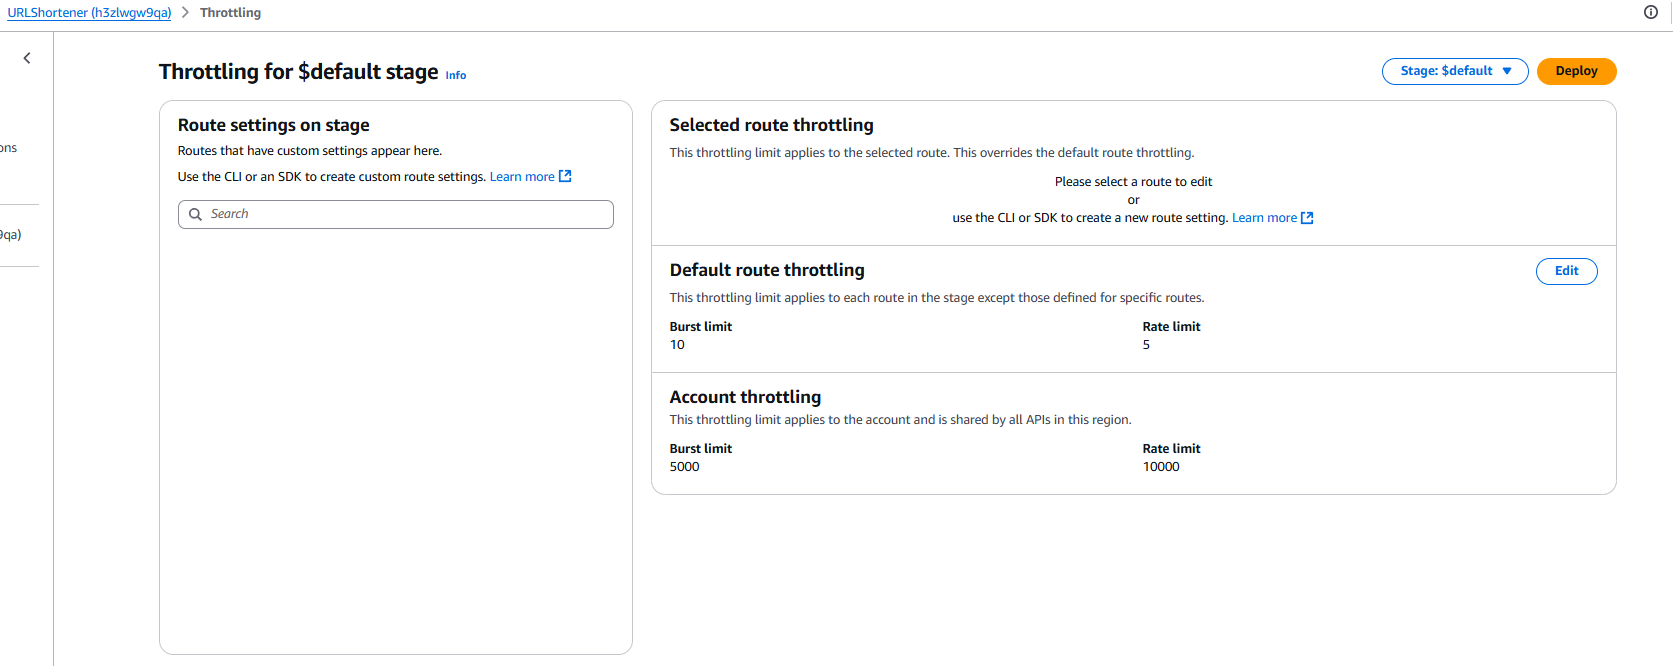 URLShortener (h3zlwgw9qa) > Throttling
ons
9qa)
Throttling for $default stage Info
Stage: $default
Deploy
Route settings on stage
Routes that have custom settings appear here.
Use the CLI or an SDK to create custom route settings. Learn more
Search
Selected route throttling
This throttling limit applies to the selected route. This overrides the default route throttling.
Please select a route to edit
or
use the CLI or SDK to create a new route setting. Learn more
Default route throttling
Edit
This throttling limit applies to each route in the stage except those defined for specific routes.
Burst limit
10
Rate limit
5
Account throttling
This throttling limit applies to the account and is shared by all APIs in this region.
Burst limit
5000
Rate limit
10000